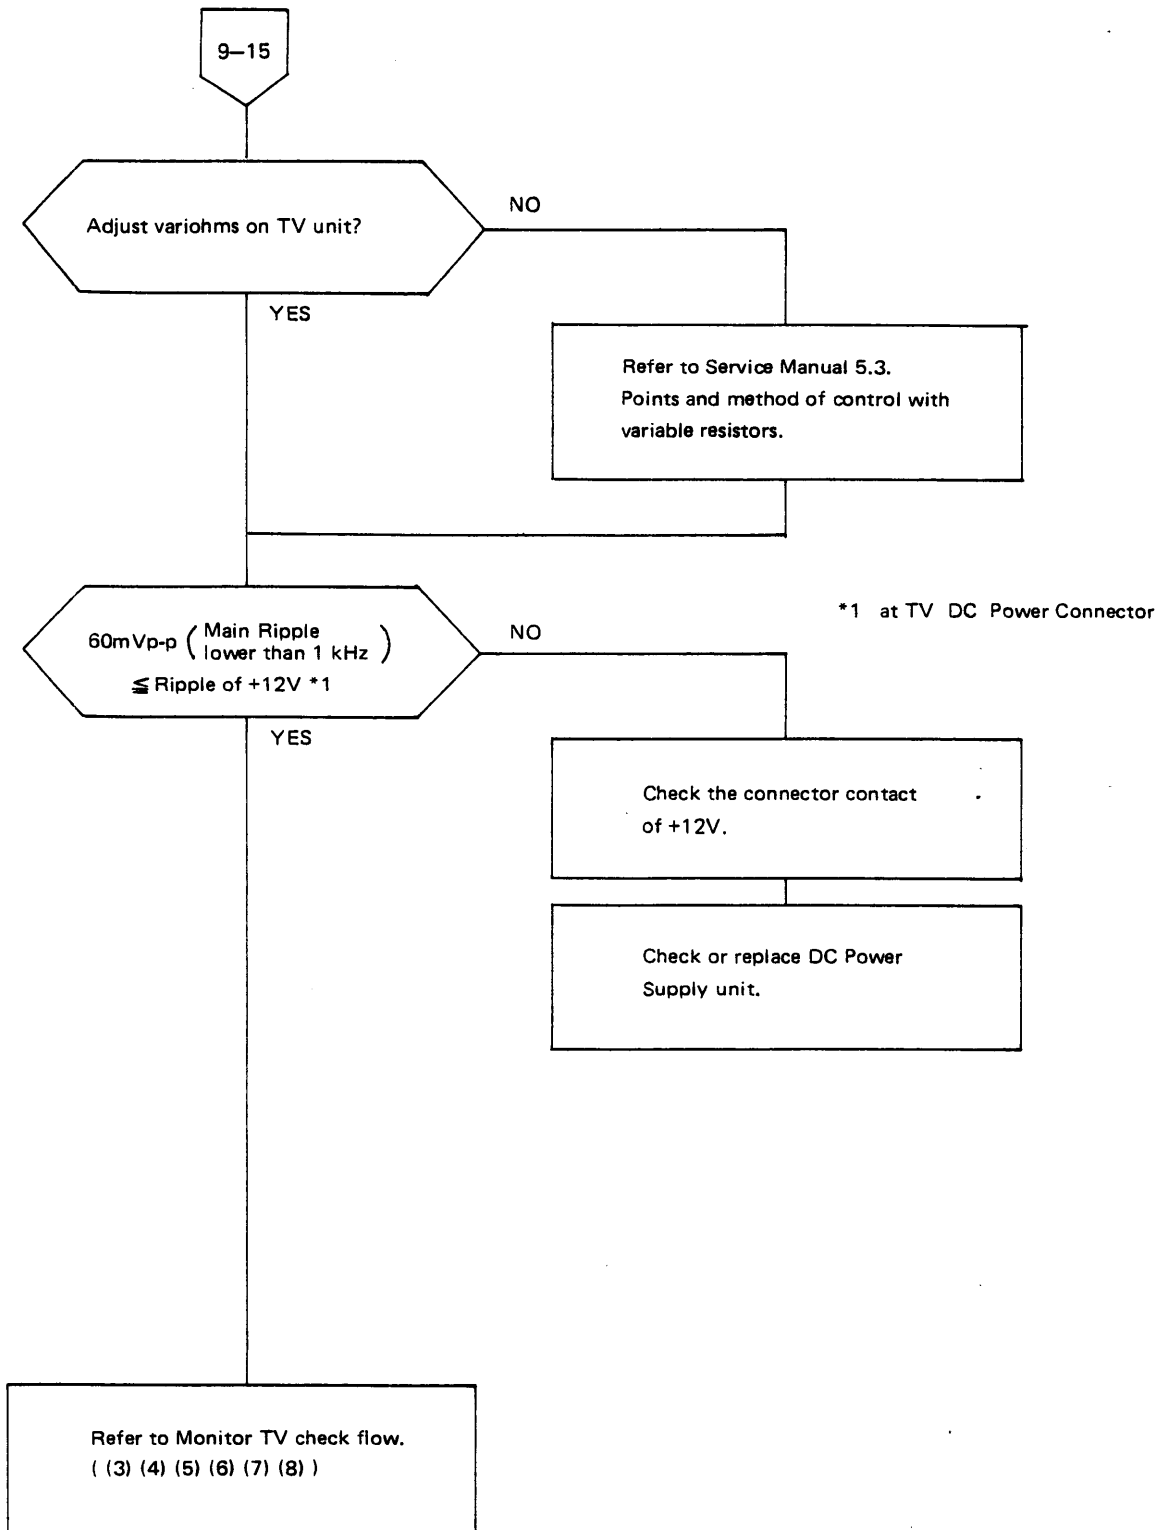 9–15
Adjust variohms on TV unit?
NO
YES
Refer to Service Manual 5.3.
Points and method of control with
variable resistors.
*1 at TV DC Power Connector
60mVp-p ( Main Ripple
lower than 1 kHz )
≦ Ripple of +12V *1
NO
YES
Check the connector contact
of +12V.
Check or replace DC Power
Supply unit.
Refer to Monitor TV check flow.
( (3) (4) (5) (6) (7) (8) )